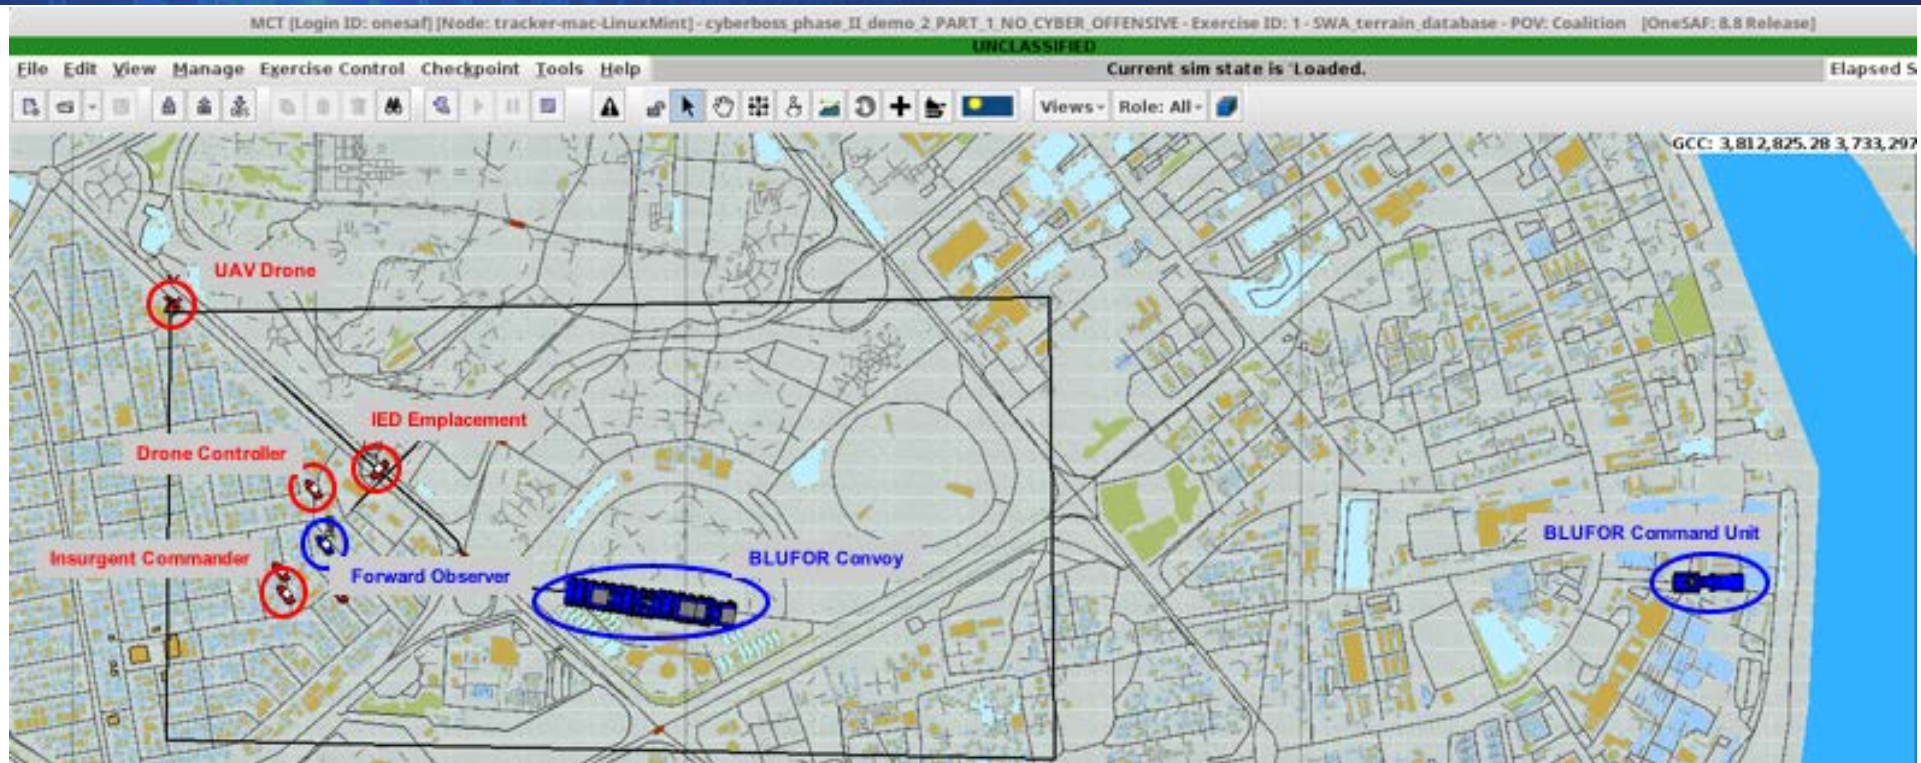 MCT [Login ID: onesaf] [Node: tracker-mac-LinuxMint] - cyberboss_phase_II_demo_2_PART_1_NO_CYBER_OFFENSIVE - Exercise ID: 1 - SWA_terrain_database - POV: Coalition [OneSAF: 8.8 Release]
UNCLASSIFIED
File Edit View Manage Exercise Control Checkpoint Tools Help Current sim state is 'Loaded. Elapsed S
Views Role: All
GCC: 3,812,825.28 3,733,297
UAV Drone
IED Emplacement
Drone Controller
BLUFOR Command Unit
Insurgent Commander
BLUFOR Convoy
Forward Observer